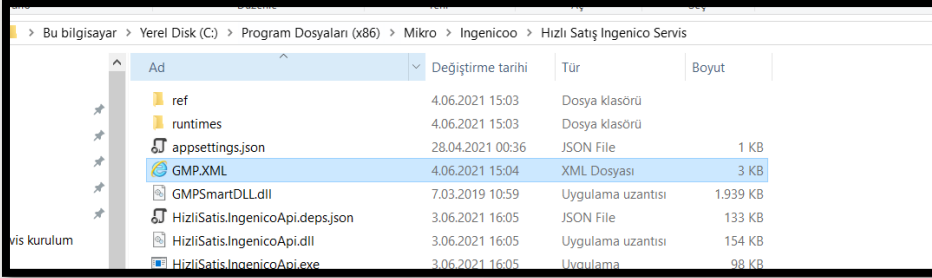 Bu bilgisayar > Yerel Disk (C:) > Program Dosyaları (x86) > Mikro > Ingenicoo > Hızlı Satış Ingenico Servis
Ad Değiştirme tarihi Tür Boyut
ref 4.06.2021 15:03 Dosya klasörü
runtimes 4.06.2021 15:03 Dosya klasörü
appsettings.json 28.04.2021 00:36 JSON File 1 KB
GMP.XML 4.06.2021 15:04 XML Dosyası 3 KB
GMPSmartDLL.dll 7.03.2019 10:59 Uygulama uzantısı 1.939 KB
HizliSatis.IngenicoApi.deps.json 3.06.2021 16:05 JSON File 133 KB
vis kurulum HizliSatis.IngenicoApi.dll 3.06.2021 16:05 Uygulama uzantısı 154 KB
HizliSatis.IngenicoApi.exe 3.06.2021 16:05 Uygulama 98 KB